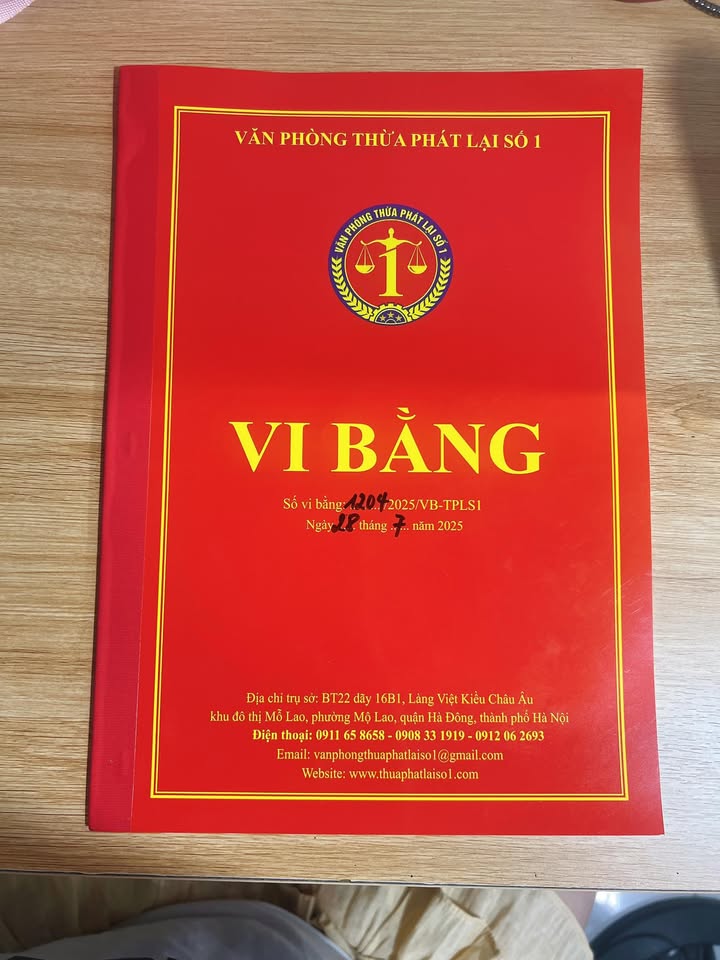 VĂN PHÒNG THỪA PHÁT LẠI SỐ 1
VĂN PHÒNG THỪA PHÁT LẠI SỐ 1
1
VI BẰNG
Số vi bằng: 1204/2025/VB-TPLS1
Ngày 28 tháng 7 năm 2025
Địa chỉ trụ sở: BT22 dãy 16B1, Làng Việt Kiều Châu Âu
khu đô thị Mỗ Lao, phường Mộ Lao, quận Hà Đông, thành phố Hà Nội
Điện thoại: 0911 65 8658 - 0908 33 1919 - 0912 06 2693
Email: vanphongthuaphatlaiso1@gmail.com
Website: www.thuaphatlaiso1.com